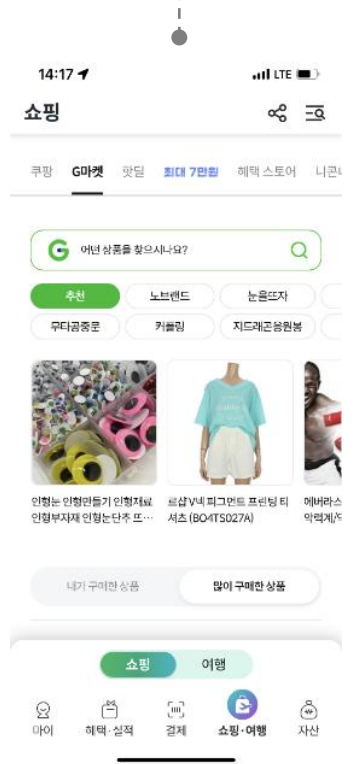 14:17
LTE
쇼핑
쿠팡 G마켓 핫딜 최대 7만원 혜택 스토어
어떤 상품을 찾으시나요?
추천 노브랜드 눈을뜨자
무타공중문 커플링 지드래곤응원봉
인형눈 인형만들기 인형재료
인형부자재 인형눈단추 뜨…
르샵 V넥 피그먼트 프린팅 티
셔츠 (BO4TS027A)
에버라스
악력계/
내가 구매한 상품 많이 구매한 상품
쇼핑 여행
마이 혜택·실적 결제 쇼핑·여행 자산